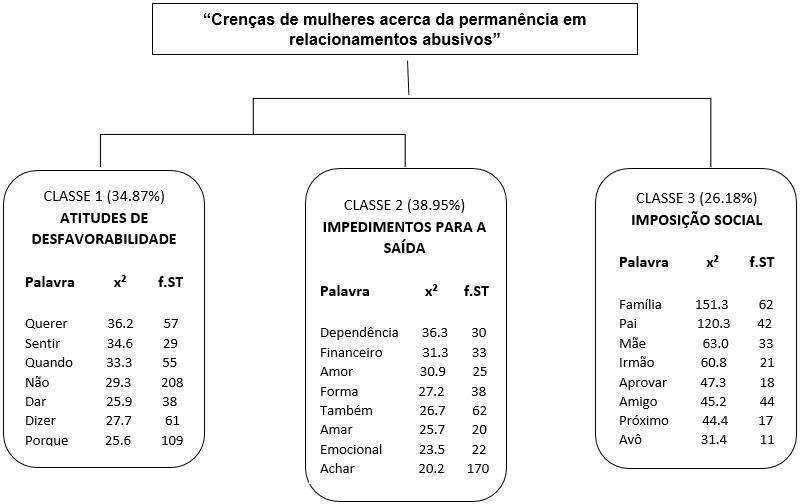 “Crenças de mulheres acerca da permanência em
relacionamentos abusivos”
CLASSE 1 (34.87%)
ATITUDES DE
DESFAVORABILIDADE
Palavra x² f.ST
Querer 36.2 57
Sentir 34.6 29
Quando 33.3 55
Não 29.3 208
Dar 25.9 38
Dizer 27.7 61
Porque 25.6 109
CLASSE 2 (38.95%)
IMPEDIMENTOS PARA A
SAÍDA
Palavra x² f.ST
Dependência 36.3 30
Financeiro 31.3 33
Amor 30.9 25
Forma 27.2 38
Também 26.7 62
Amar 25.7 20
Emocional 23.5 22
Achar 20.2 170
CLASSE 3 (26.18%)
IMPOSIÇÃO SOCIAL
Palavra x² f.ST
Família 151.3 62
Pai 120.3 42
Mãe 63.0 33
Irmão 60.8 21
Aprovar 47.3 18
Amigo 45.2 44
Próximo 44.4 17
Avô 31.4 11